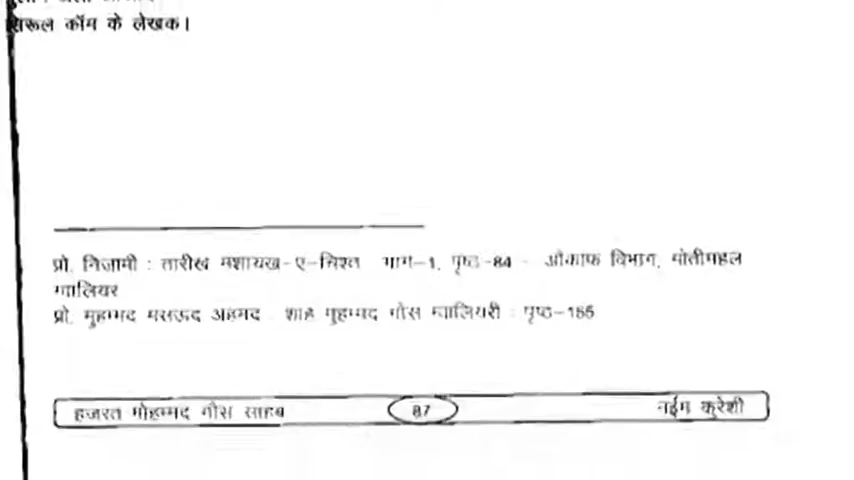 के लेखक।
प्रो. निजामी : तारीख मशायख-ए-चिश्त भाग-1, पृष्ठ-84 - औकाफ विभाग, मोतीमहल
ग्वालियर
प्रो. मुहम्मद मसऊद अहमद शाह मुहम्मद गौस ग्वालियरी : पृष्ठ-155
हजरत मोहम्मद गौस साहब 87 नईम कुरेशी